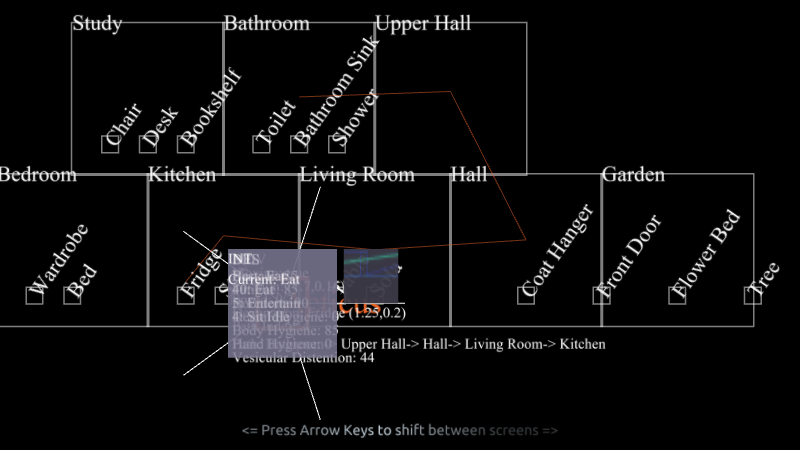 Study
Bathroom
Upper Hall
Chair
Desk
Bookshelf
Toilet
Bathroom Sink
Shower
Bedroom
Kitchen
Living Room
Hall
Garden
Wardrobe
Bed
Fridge
Coat Hanger
Front Door
Flower Bed
Tree
Current: Eat
40: Eat: 85
5: Entertain
4: Sit Idle
(1.25,0.2)
Body Hygiene: 85
Hand Hygiene: 0
Upper Hall-> Hall-> Living Room-> Kitchen
Vesicular Distention: 44
<= Press Arrow Keys to shift between screens =>